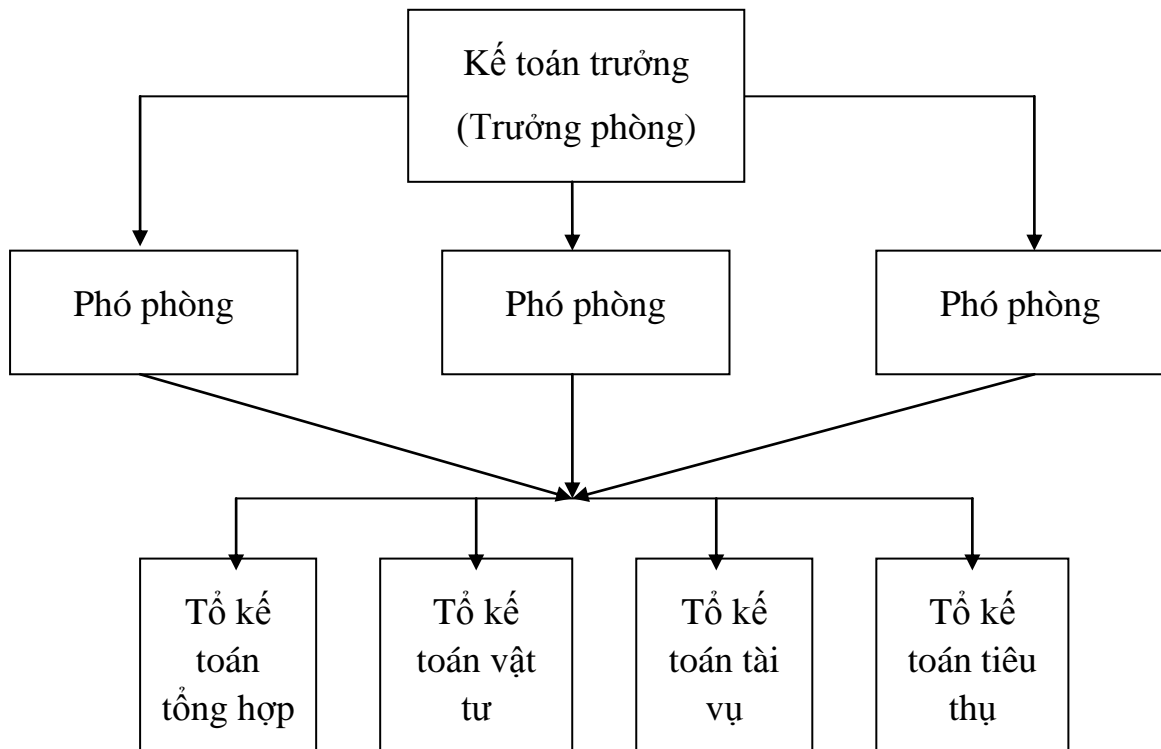 Kế toán trưởng
(Trưởng phòng)
Phó phòng
Phó phòng
Phó phòng
Tổ kế
toán
tổng hợp
Tổ kế
toán vật
tư
Tổ kế
toán tài
vụ
Tổ kế
toán tiêu
thụ